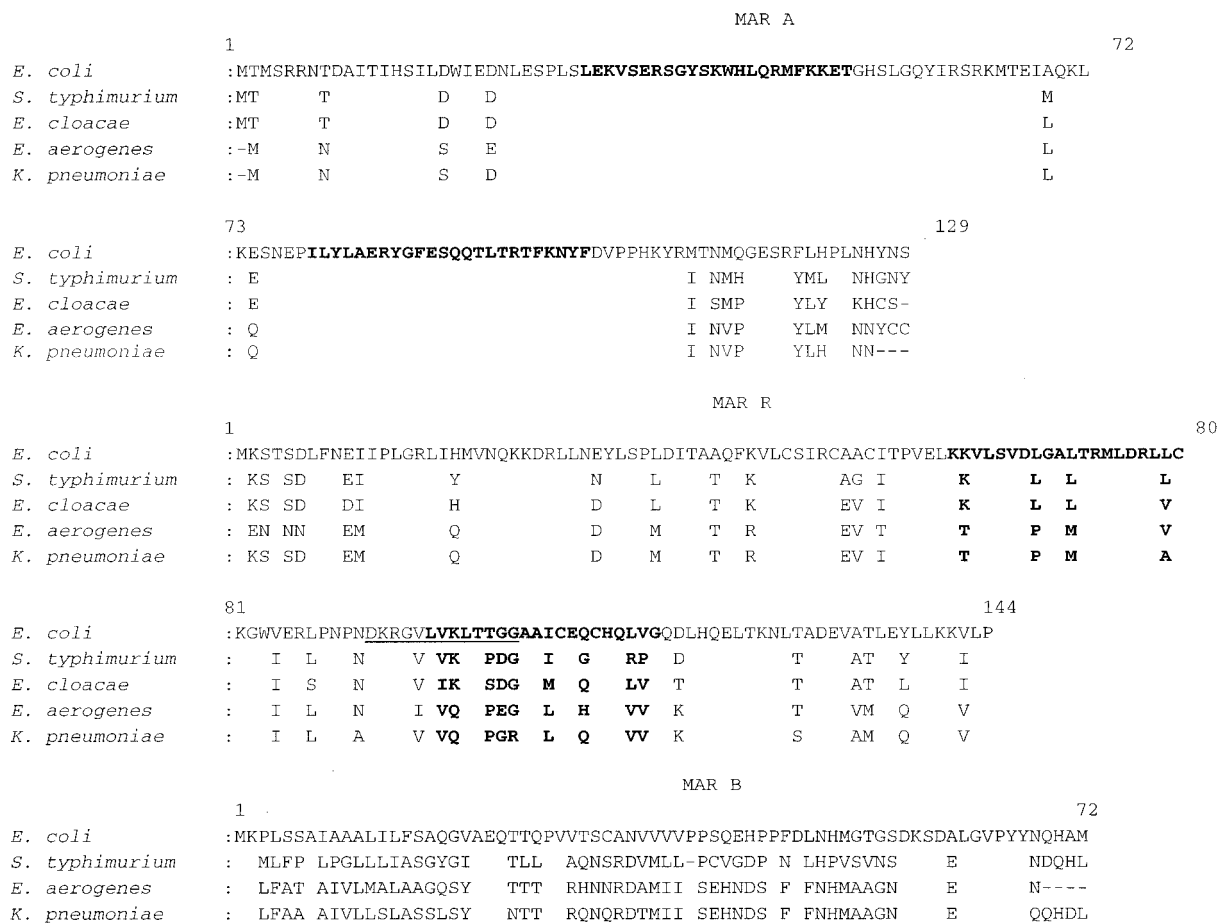 MAR A
1 72
E. coli :MTMSRRNTDAITIHSILDWIEDNLESPLSLEKVSERSGYSKWHLQRMFKKETGHSLGQYIRSRKMTEIAQKL
S. typhimurium :MT T D D M
E. cloacae :MT T D D L
E. aerogenes :-M N S E L
K. pneumoniae :-M N S D L
73 129
E. coli :KESNEPILYLAERYGFESQQTLTRTFKNYFDVPPHKYRMTNMQGESRFLHPLNHYNS
S. typhimurium : E I NMH YML NHGNY
E. cloacae : E I SMP YLY KHCS-
E. aerogenes : Q I NVP YLM NNYCC
K. pneumoniae : Q I NVP YLH NN---
MAR R
1 80
E. coli :MKSTSDLFNEIIPLGRLIHMVNQKKDRLLNEYLSPLDITAAQFKVLCSIRCAACITPVELKKVLSVDLGALTRMLDRLLC
S. typhimurium : KS SD EI Y N L T K AG I K L L L
E. cloacae : KS SD DI H D L T K EV I K L L V
E. aerogenes : EN NN EM Q D M T R EV T T P M V
K. pneumoniae : KS SD EM Q D M T R EV I T P M A
81 144
E. coli :KGWVERLPNPNDKRGVLVKLTTGGAAICEQCHQLVGQDLHQELTKNLTADEVATLEYLLKKVLP
S. typhimurium : I L N V VK PDG I G RP D T AT Y I
E. cloacae : I S N V IK SDG M Q LV T T AT L I
E. aerogenes : I L N I VQ PEG L H VV K T VM Q V
K. pneumoniae : I L A V VQ PGR L Q VV K S AM Q V
MAR B
1 72
E. coli :MKPLSSAIAAALILFSAQGVAEQTTQPVVTSCANVVVVPPSQEHPPFDLNHMGTGSDKSDALGVPYYNQHAM
S. typhimurium : MLFP LPGLLLIASGYGI TLL AQNSRDVMLL-PCVGDP N LHPVSVNS E NDQHL
E. aerogenes : LFAT AIVLMALAAGQSY TTT RHNNRDAMII SEHNDS F FNHMAAGN E N----
K. pneumoniae : LFAA AIVLLSLASSLSY NTT RQNQRDTMII SEHNDS F FNHMAAGN E QQHDL